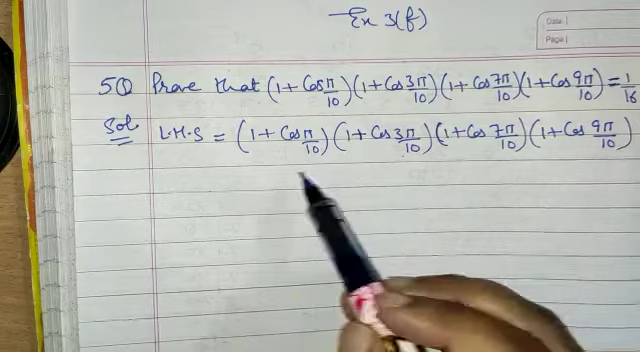 Ex 3(f)
Date |
Page |
5Q Prove that (1+Cos π/10)(1+Cos 3π/10)(1+Cos 7π/10)(1+Cos 9π/10) = 1/16
Sol. L.H.S = (1+Cos π/10)(1+Cos 3π/10)(1+Cos 7π/10)(1+Cos 9π/10)